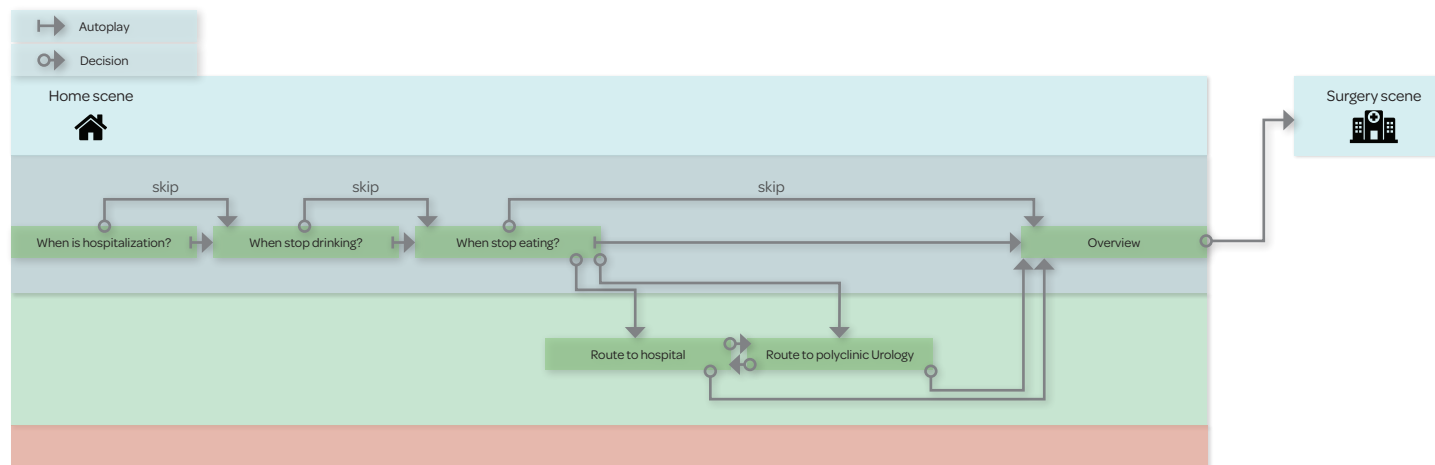 Autoplay
Decision
Home scene
Surgery scene
skip
skip
skip
When is hospitalization?
When stop drinking?
When stop eating?
Overview
Route to hospital
Route to polyclinic Urology